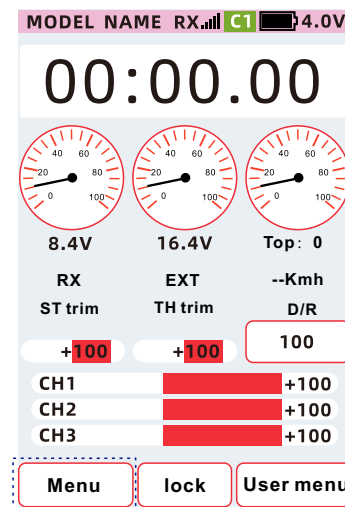 MODEL NAME RX C1 4.0V
00:00.00
40 60
20 80
0 100
40 60
20 80
0 100
40 60
20 80
0 100
8.4V 16.4V Top: 0
RX EXT --Kmh
ST trim TH trim D/R
+100 +100 100
CH1 +100
CH2 +100
CH3 +100
Menu lock User menu